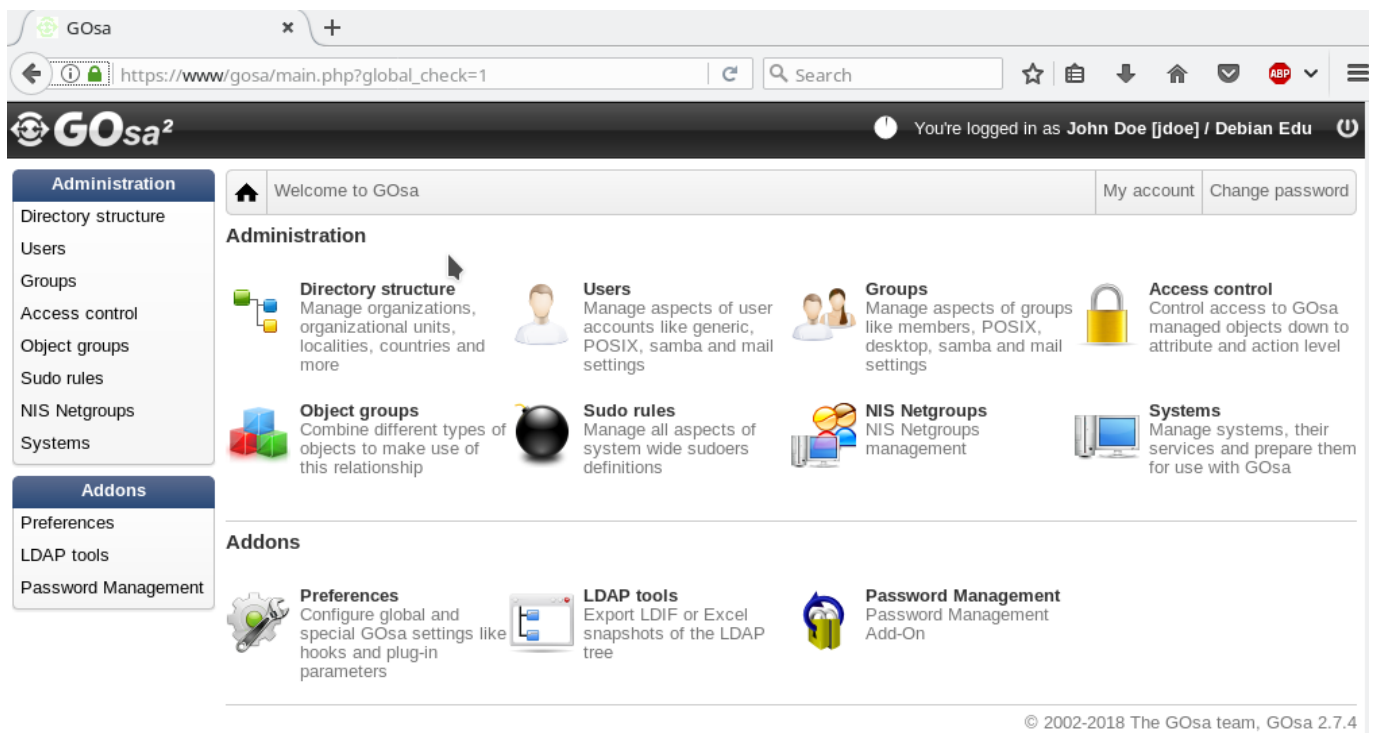 GOsa
https://www/gosa/main.php?global_check=1
Search
ABP
GOsa²
You're logged in as John Doe [jdoe] / Debian Edu
Administration
Directory structure
Users
Groups
Access control
Object groups
Sudo rules
NIS Netgroups
Systems
Addons
Preferences
LDAP tools
Password Management
Welcome to GOsa
My account
Change password
Administration
Directory structure
Manage organizations,
organizational units,
localities, countries and
more
Users
Manage aspects of user
accounts like generic,
POSIX, samba and mail
settings
Groups
Manage aspects of groups
like members, POSIX,
desktop, samba and mail
settings
Access control
Control access to GOsa
managed objects down to
attribute and action level
Object groups
Combine different types of
objects to make use of
this relationship
Sudo rules
Manage all aspects of
system wide sudoers
definitions
NIS Netgroups
NIS Netgroups
management
Systems
Manage systems, their
services and prepare them
for use with GOsa
Addons
Preferences
Configure global and
special GOsa settings like
hooks and plug-in
parameters
LDAP tools
Export LDIF or Excel
snapshots of the LDAP
tree
Password Management
Password Management
Add-On
© 2002-2018 The GOsa team, GOsa 2.7.4